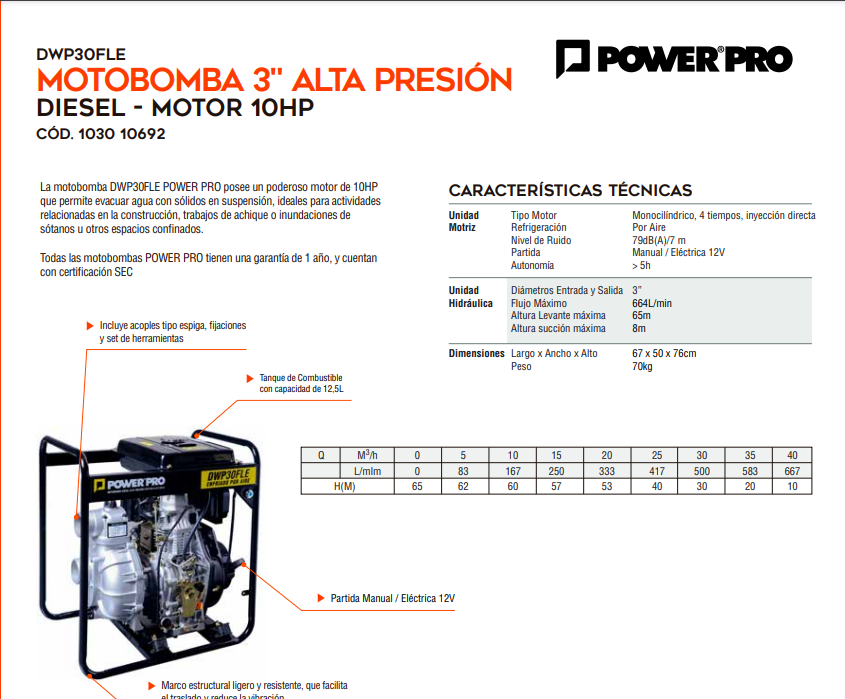 DWP30FLE
MOTOBOMBA 3" ALTA PRESIÓN
DIESEL - MOTOR 10HP
CÓD. 1030 10692
POWER PRO®
La motobomba DWP30FLE POWER PRO posee un poderoso motor de 10HP
que permite evacuar agua con sólidos en suspensión, ideales para actividades
relacionadas en la construcción, trabajos de achique o inundaciones de
sótanos u otros espacios confinados.
Todas las motobombas POWER PRO tienen una garantía de 1 año, y cuentan
con certificación SEC
CARACTERÍSTICAS TÉCNICAS
Unidad Tipo Motor Monocilíndrico, 4 tiempos, inyección directa
Motriz Refrigeración Por Aire
Nivel de Ruido 79dB(A)/7 m
Partida Manual / Eléctrica 12V
Autonomía > 5h
Unidad Diámetros Entrada y Salida 3"
Hidráulica Flujo Máximo 664L/min
Altura Levante máxima 65m
Altura succión máxima 8m
Dimensiones Largo x Ancho x Alto 67 x 50 x 76cm
Peso 70kg
Incluye acoples tipo espiga, fijaciones
y set de herramientas
Tanque de Combustible
con capacidad de 12,5L
Q M³/h 0 5 10 15 20 25 30 35 40
L/mIm 0 83 167 250 333 417 500 583 667
H(M) 65 62 60 57 53 40 30 20 10
POWER PRO
DWP30FLE
ENFRIADO POR AIRE
Partida Manual / Eléctrica 12V
Marco estructural ligero y resistente, que facilita
el traslado y reduce la vibración